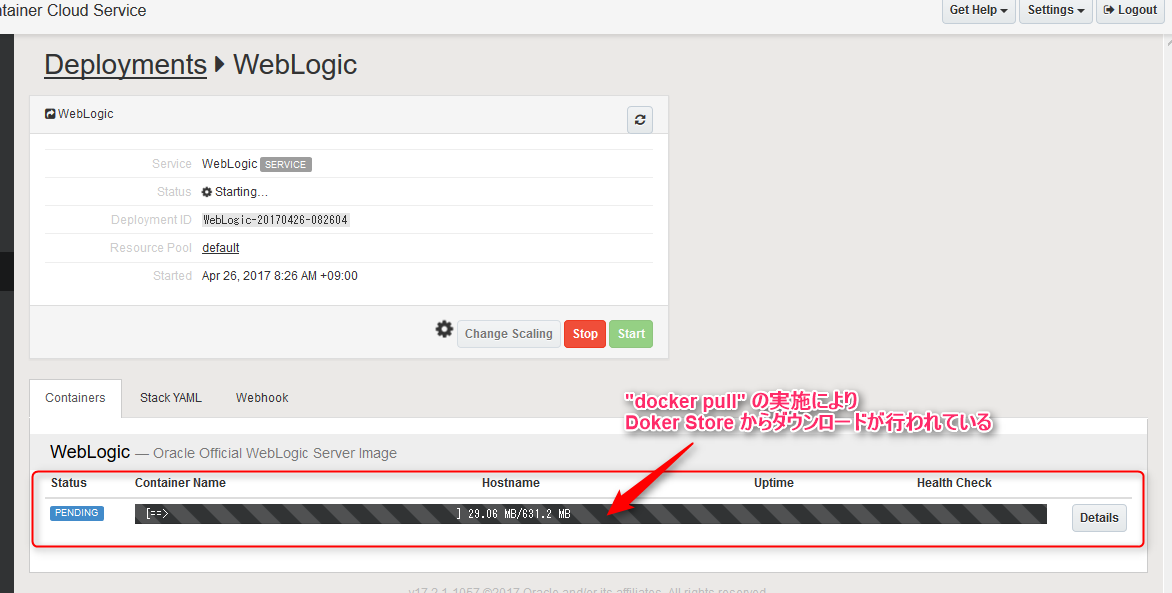 tainer Cloud Service
Get Help
Settings
Logout
Deployments WebLogic
WebLogic
Service WebLogic SERVICE
Status Starting...
Deployment ID WebLogic-20170426-082604
Resource Pool default
Started Apr 26, 2017 8:26 AM +09:00
Change Scaling Stop Start
Containers Stack YAML Webhook
"docker pull" の実施により
Doker Store からダウンロードが行われている
WebLogic — Oracle Official WebLogic Server Image
Status Container Name Hostname Uptime Health Check
PENDING [==> ] 29.06 MB/631.2 MB Details
v17.2.1-1057 ©2017 Oracle and/or its affiliates. All rights reserved.